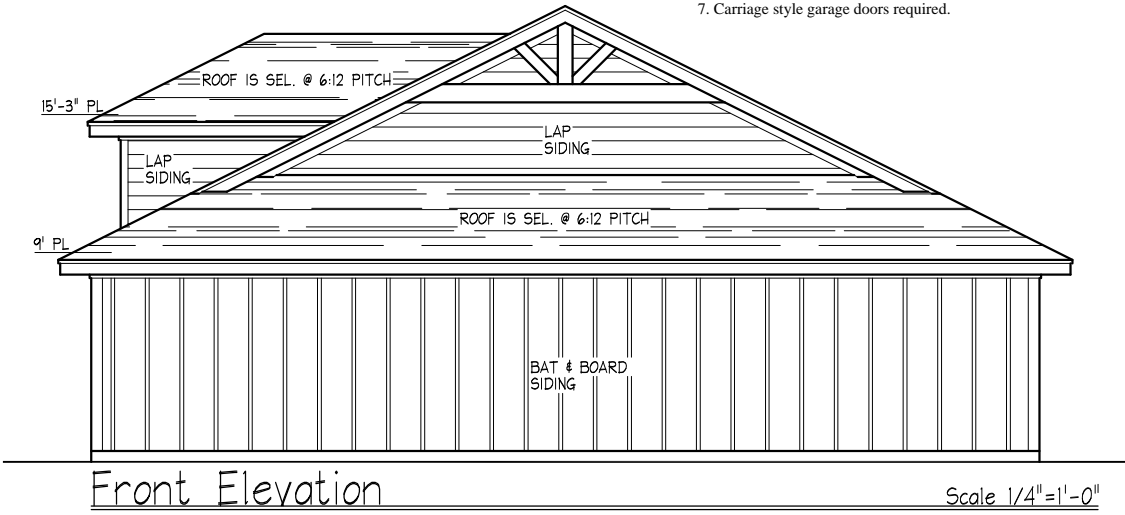 7. Carriage style garage doors required.
ROOF IS SEL. @ 6:12 PITCH
15'-3" PL
LAP
SIDING
LAP
SIDING
ROOF IS SEL. @ 6:12 PITCH
9' PL
BAT & BOARD
SIDING
Front Elevation
Scale 1/4"=1'-0"